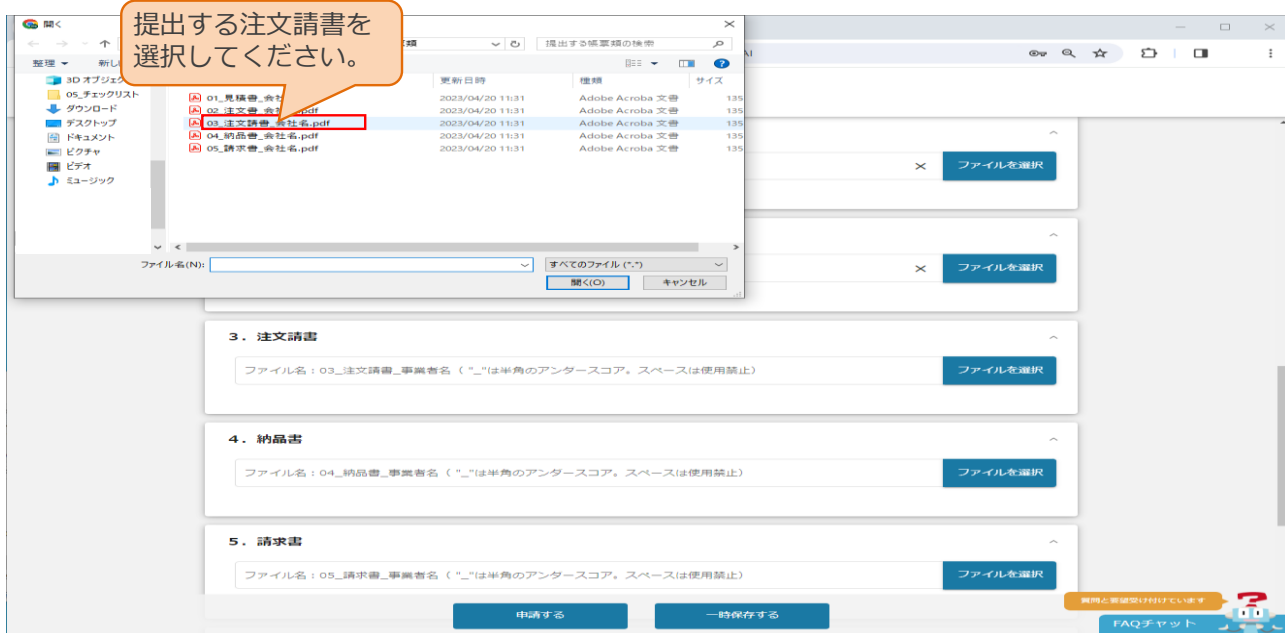 開く
提出する注文請書を
選択してください。
類
提出する帳票類の検索
整理
新し
更新日時
種類
サイズ
3D オブジェク
05_チェックリスト
ダウンロード
デスクトップ
ドキュメント
ピクチャ
ビデオ
ミュージック
01_見積書_会社
2023/04/20 11:31
Adobe Acroba 文書
135
02_注文書_会社名.pdf
2023/04/20 11:31
Adobe Acroba 文書
135
03_注文請書_会社名.pdf
2023/04/20 11:31
Adobe Acroba 文書
135
04_納品書_会社名.pdf
2023/04/20 11:31
Adobe Acroba 文書
135
05_請求書_会社名.pdf
2023/04/20 11:31
Adobe Acroba 文書
135
ファイル名(N):
すべてのファイル (*.*)
開く(O)
キャンセル
ファイルを選択
ファイルを選択
3. 注文請書
ファイル名：03_注文請書_事業者名（ "_"は半角のアンダースコア。スペースは使用禁止）
ファイルを選択
4. 納品書
ファイル名：04_納品書_事業者名（ "_"は半角のアンダースコア。スペースは使用禁止）
ファイルを選択
5. 請求書
ファイル名：05_請求書_事業者名（ "_"は半角のアンダースコア。スペースは使用禁止）
ファイルを選択
申請する
一時保存する
質問と要望受け付けています
FAQチャット